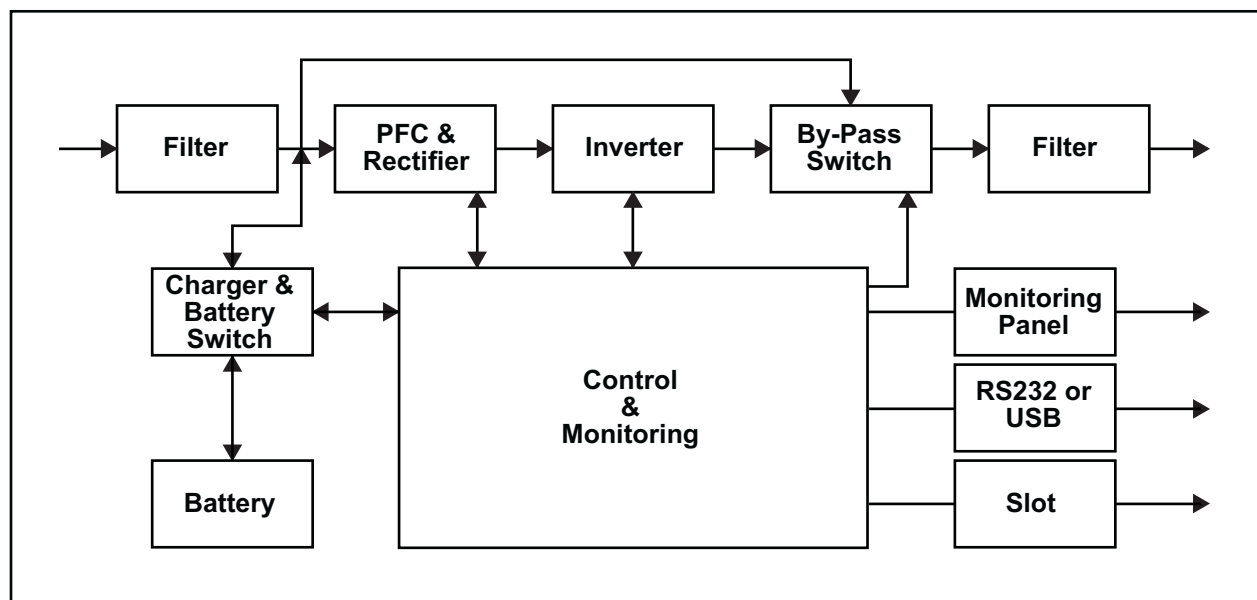 Filter
PFC &
Rectifier
Inverter
By-Pass
Switch
Filter
Charger &
Battery
Switch
Control
&
Monitoring
Monitoring
Panel
RS232 or
USB
Battery
Slot